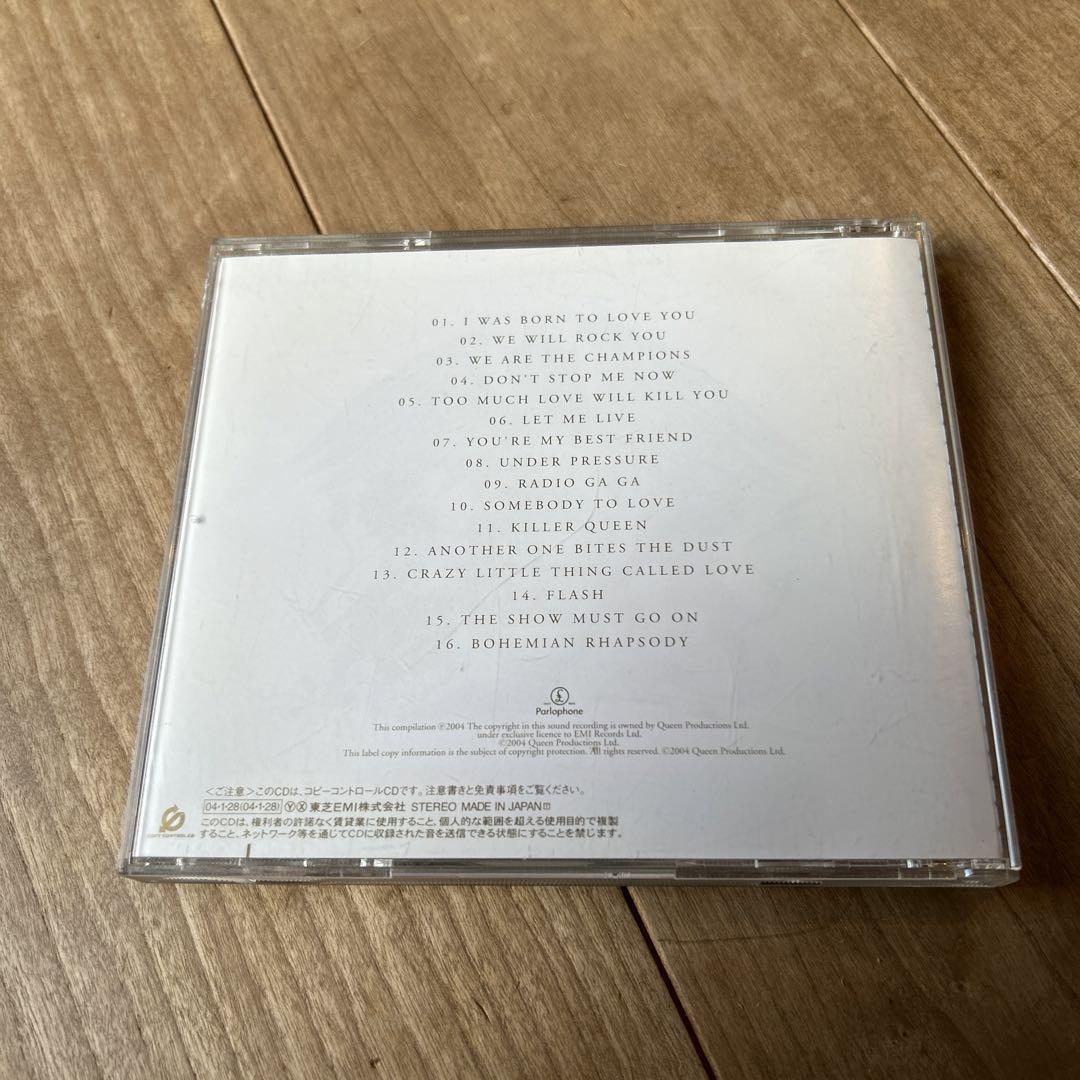 01. I WAS BORN TO LOVE YOU
02. WE WILL ROCK YOU
03. WE ARE THE CHAMPIONS
04. DON'T STOP ME NOW
05. TOO MUCH LOVE WILL KILL YOU
06. LET ME LIVE
07. YOU'RE MY BEST FRIEND
08. UNDER PRESSURE
09. RADIO GA GA
10. SOMEBODY TO LOVE
11. KILLER QUEEN
12. ANOTHER ONE BITES THE DUST
13. CRAZY LITTLE THING CALLED LOVE
14. FLASH
15. THE SHOW MUST GO ON
16. BOHEMIAN RHAPSODY
£
Parlophone
This compilation ℗2004 The copyright in this sound recording is owned by Queen Productions Ltd.
under exclusive licence to EMI Records Ltd.
©2004 Queen Productions Ltd.
This label copy information is the subject of copyright protection. All rights reserved. ©2004 Queen Productions Ltd.
<ご注意>このCDは、コピーコントロールCDです。注意書きと免責事項をご覧ください。
04・1・28(04・1・28) Ⓨ Ⓧ 東芝EMI株式会社 STEREO MADE IN JAPAN
このCDは、権利者の許諾なく賃貸業に使用すること、個人的な範囲を超える使用目的で複製
すること、ネットワーク等を通じてCDに収録された音を送信できる状態にすることを禁じます。
COPY CONTROL CD